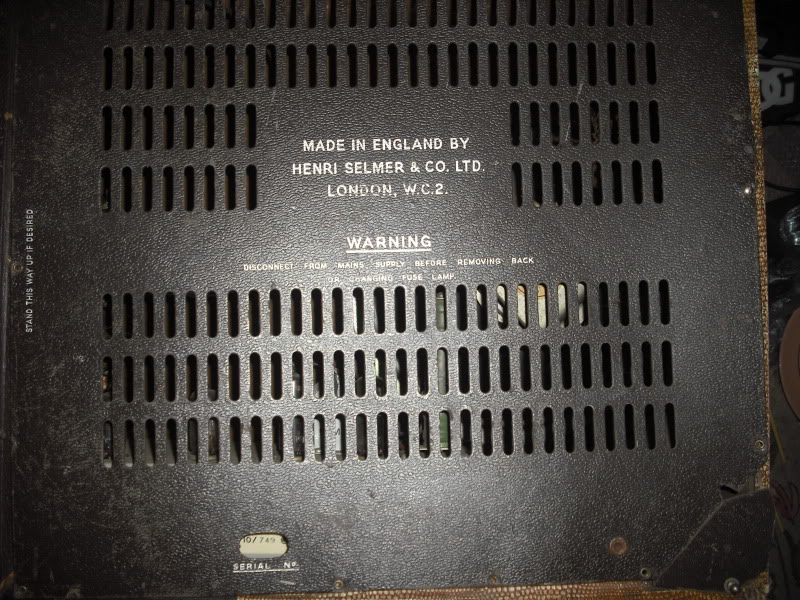 MADE IN ENGLAND BY
HENRI SELMER & CO. LTD.
LONDON, W.C.2.
WARNING
DISCONNECT FROM MAINS SUPPLY BEFORE REMOVING BACK
OR CHANGING FUSE LAMP
STAND THIS WAY UP IF DESIRED
10/749
SERIAL Nº